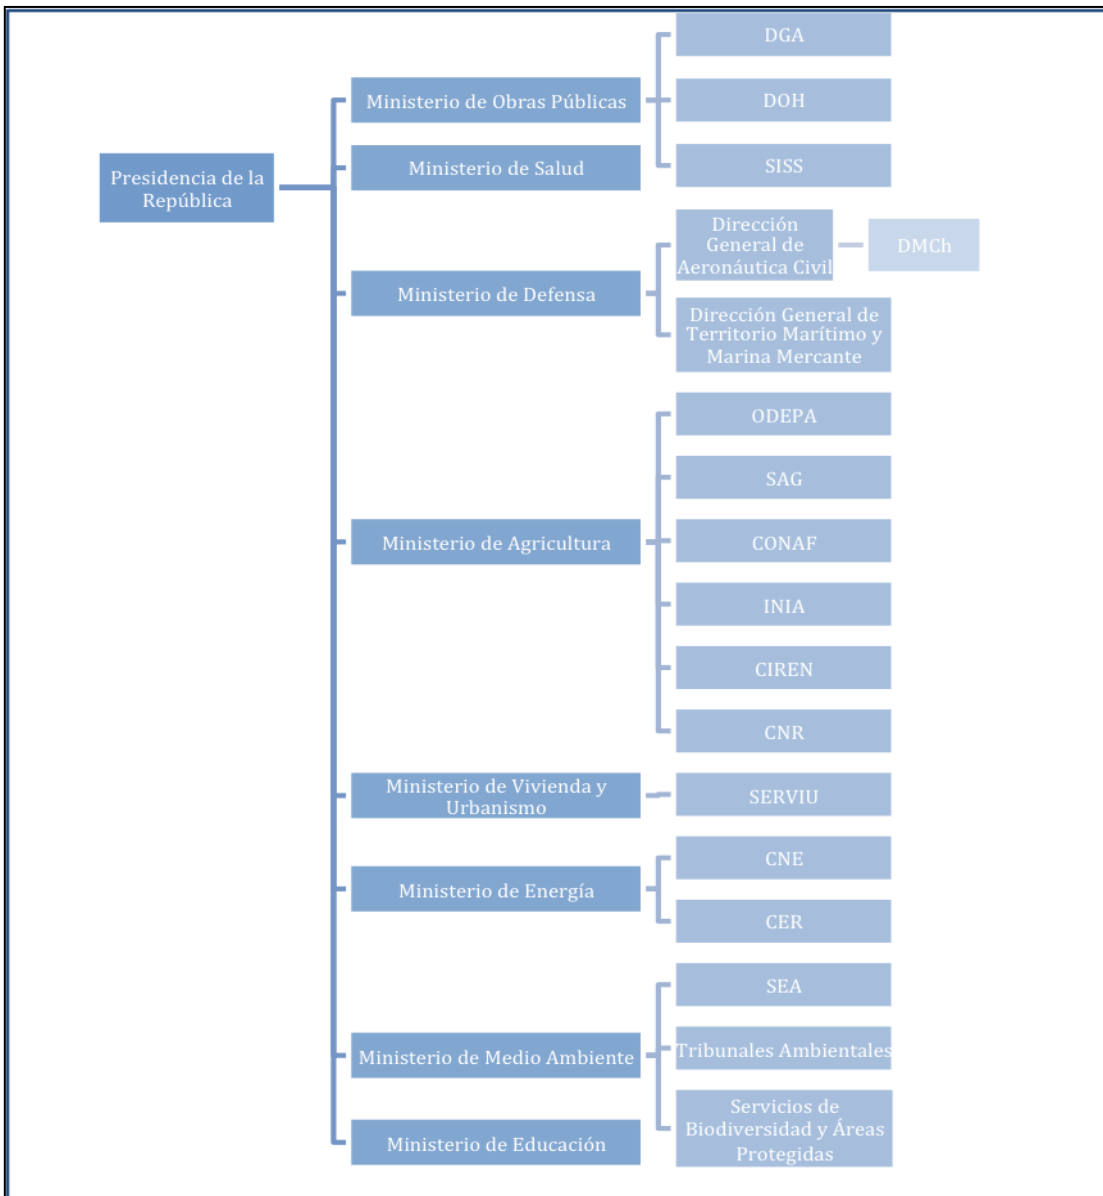 Presidencia de la
República
Ministerio de Obras Públicas
DGA
DOH
SISS
Ministerio de Salud
Ministerio de Defensa
Dirección
General de
Aeronáutica Civil
DMCh
Dirección General de
Territorio Marítimo y
Marina Mercante
Ministerio de Agricultura
ODEPA
SAG
CONAF
INIA
CIREN
CNR
Ministerio de Vivienda y
Urbanismo
SERVIU
Ministerio de Energía
CNE
CER
Ministerio de Medio Ambiente
SEA
Tribunales Ambientales
Servicios de
Biodiversidad y Áreas
Protegidas
Ministerio de Educación